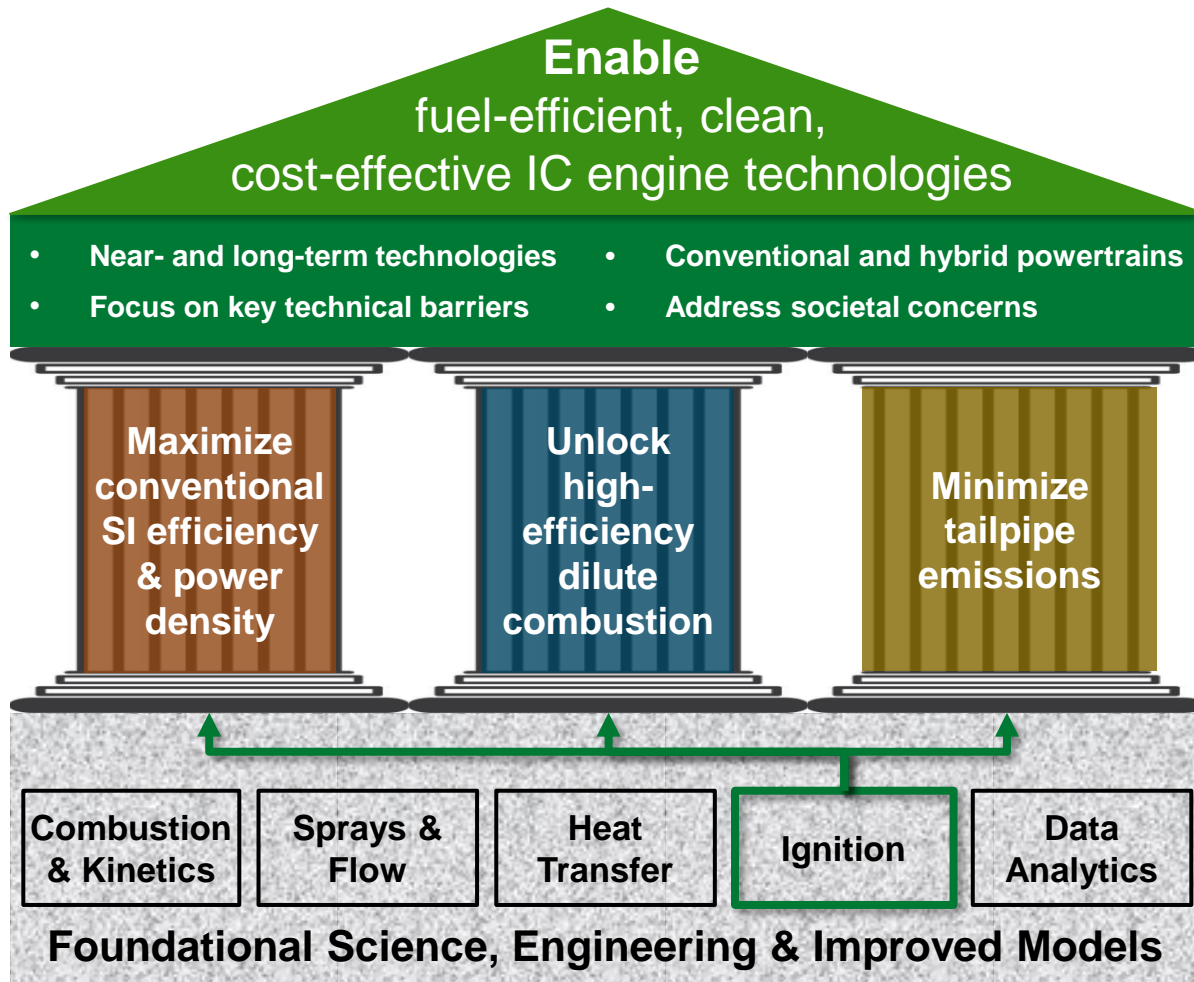 Enable
fuel-efficient, clean,
cost-effective IC engine technologies
• Near- and long-term technologies
• Focus on key technical barriers
• Conventional and hybrid powertrains
• Address societal concerns
Maximize
conventional
SI efficiency
& power
density
Unlock
high-
efficiency
dilute
combustion
Minimize
tailpipe
emissions
Combustion
& Kinetics
Sprays &
Flow
Heat
Transfer
Ignition
Data
Analytics
Foundational Science, Engineering & Improved Models